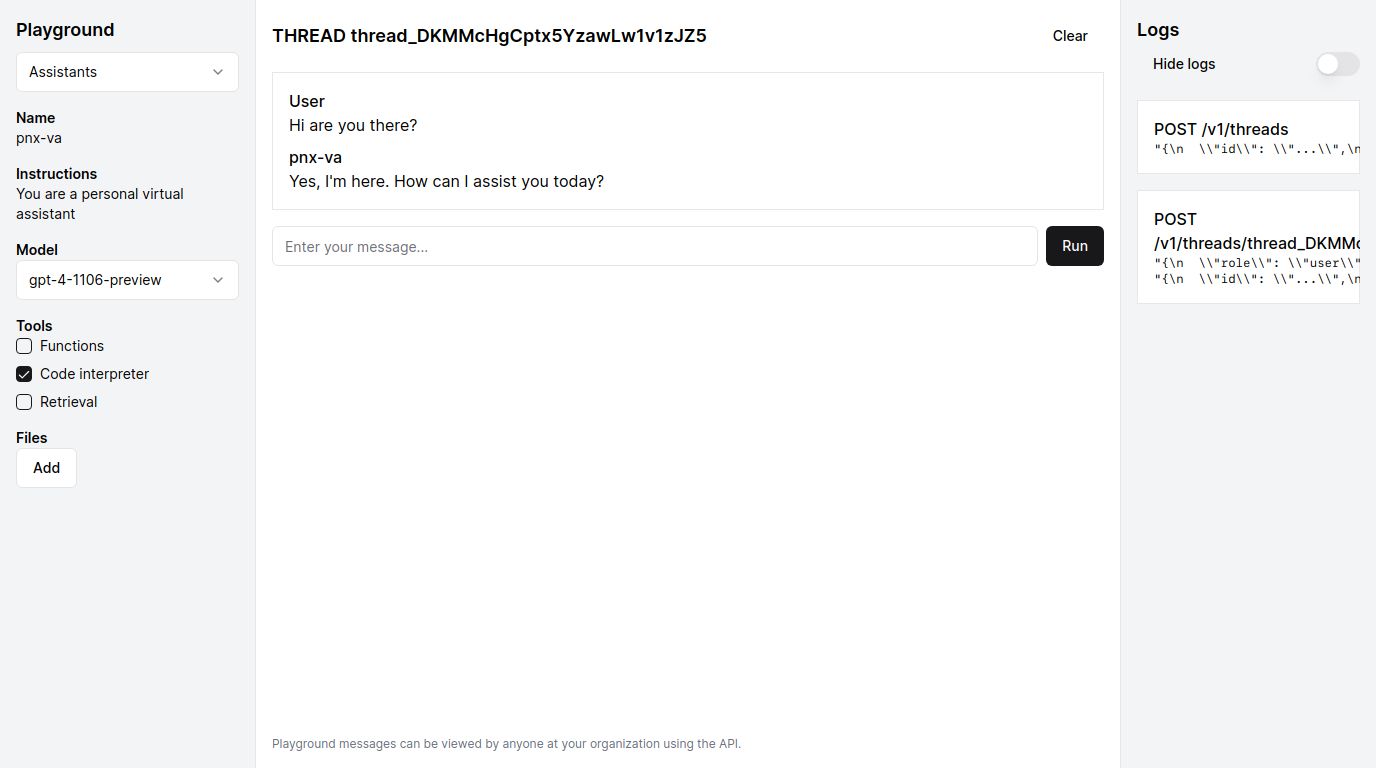 Playground
Assistants
Name
pnx-va
Instructions
You are a personal virtual
assistant
Model
gpt-4-1106-preview
Tools
Functions
Code interpreter
Retrieval
Files
Add
THREAD thread_DKMMcHgCptx5YzawLw1v1zJZ5
Clear
User
Hi are you there?
pnx-va
Yes, I'm here. How can I assist you today?
Enter your message...
Run
Playground messages can be viewed by anyone at your organization using the API.
Logs
Hide logs
POST /v1/threads
"{\n  \\"id\\": \\"...\\",\n
POST
/v1/threads/thread_DKMMc
"{\n  \\"role\\": \\"user\\"
"{\n  \\"id\\": \\"...\\",\n